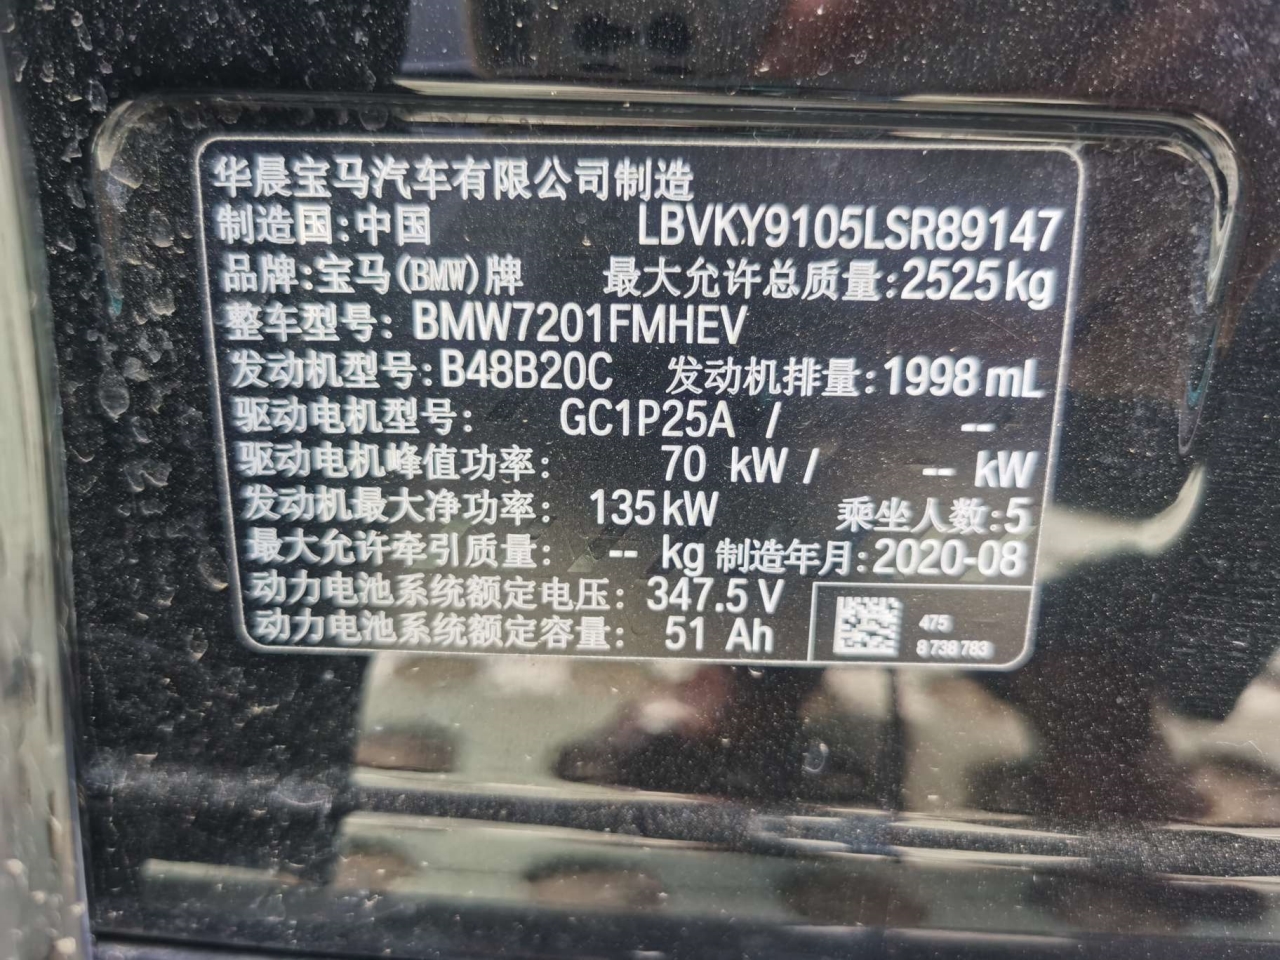 华晨宝马汽车有限公司制造
制造国:中国 LBVKY9105LSR89147
品牌:宝马(BMW)牌 最大允许总质量:2525kg
整车型号: BMW7201FMHEV
发动机型号:B48B20C 发动机排量:1998mL
驱动电机型号: GC1P25A / --
驱动电机峰值功率: 70 kW / -- kW
发动机最大净功率: 135kW 乘坐人数:5
最大允许牵引质量: -- kg 制造年月:2020-08
动力电池系统额定电压: 347.5 V
动力电池系统额定容量: 51 Ah
475
8738783